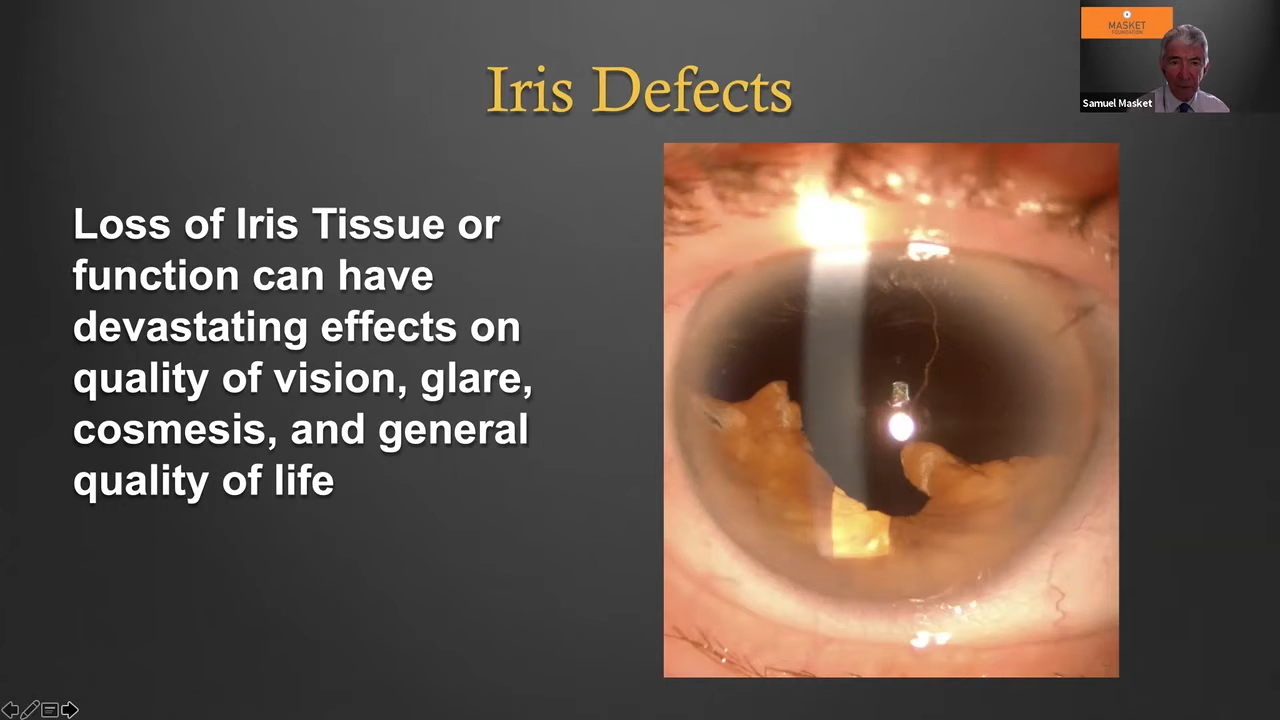 MASKET
FOUNDATION
Samuel Masket
Iris Defects
Loss of Iris Tissue or
function can have
devastating effects on
quality of vision, glare,
cosmesis, and general
quality of life